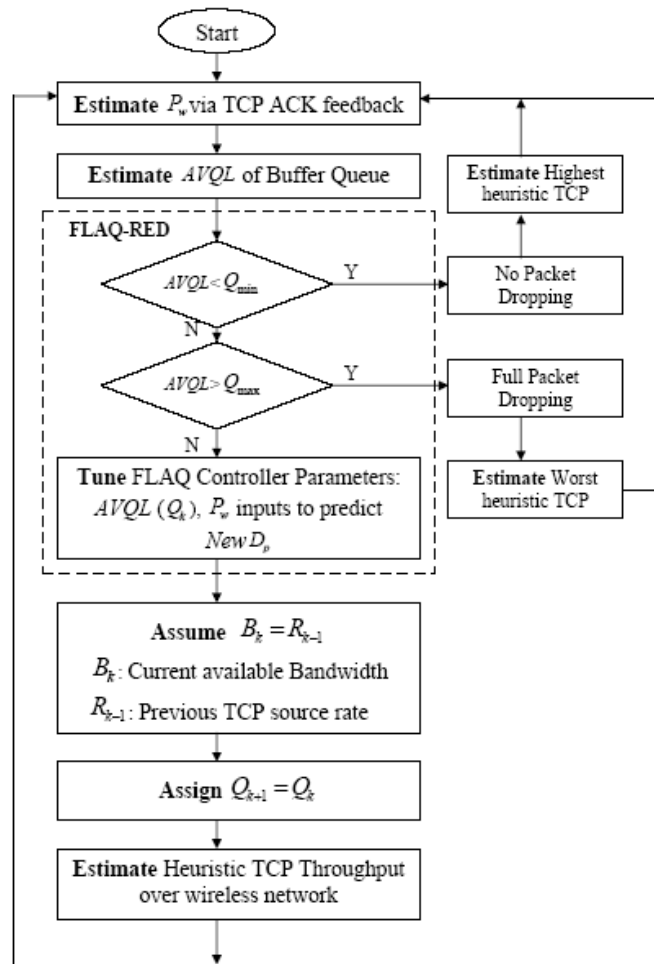 Start
Estimate P_w via TCP ACK feedback
Estimate AVQL of Buffer Queue
Estimate Highest
heuristic TCP
FLAQ-RED
AVQL < Q_min
Y
No Packet
Dropping
N
AVQL > Q_max
Y
Full Packet
Dropping
N
Tune FLAQ Controller Parameters:
AVQL (Q_k), P_w inputs to predict
New D_p
Estimate Worst
heuristic TCP
Assume B_k = R_{k-1}
B_k: Current available Bandwidth
R_{k-1}: Previous TCP source rate
Assign Q_{k+1} = Q_k
Estimate Heuristic TCP Throughput
over wireless network